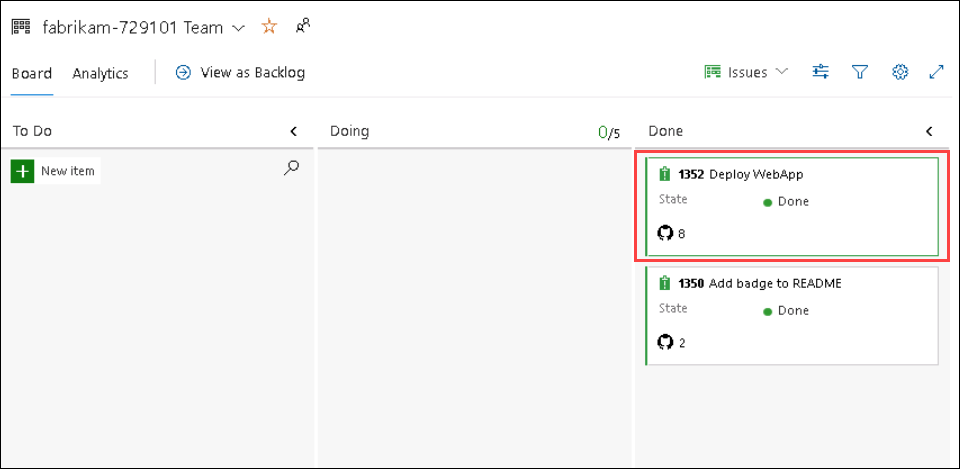 fabrikam-729101 Team
Board Analytics View as Backlog Issues
To Do Doing 0/5 Done
New item
1352 Deploy WebApp
State Done
8
1350 Add badge to README
State Done
2